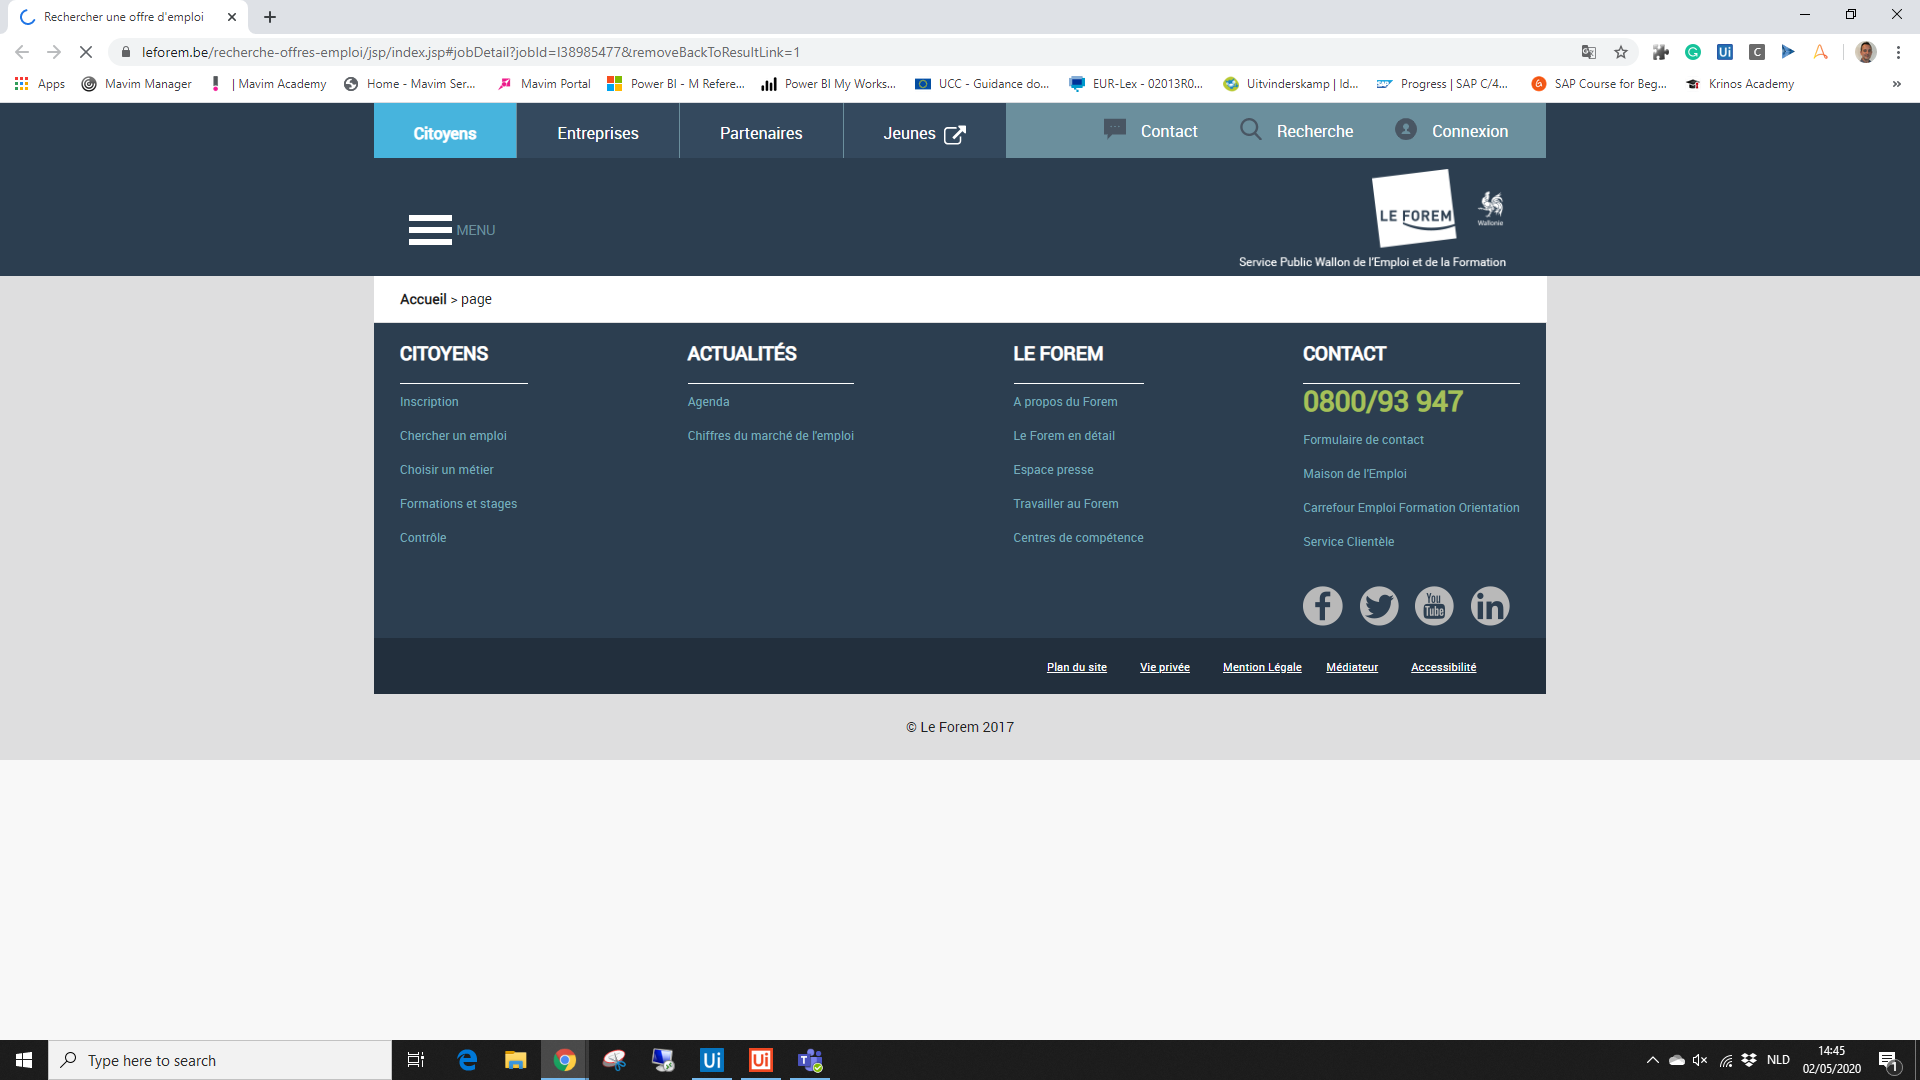 Rechercher une offre d'emploi
leforem.be/recherche-offres-emploi/jsp/index.jsp#jobDetail?jobId=I38985477&removeBackToResultLink=1
Apps Mavim Manager | Mavim Academy Home - Mavim Ser... Mavim Portal Power BI - M Refere... Power BI My Works... UCC - Guidance do... EUR-Lex - 02013R0... Uitvinderskamp | Id... Progress | SAP C/4... SAP Course for Beg... Krinos Academy »
Citoyens Entreprises Partenaires Jeunes Contact Recherche Connexion
MENU
LE FOREM
Wallonie
Service Public Wallon de l'Emploi et de la Formation
Accueil > page
CITOYENS
Inscription
Chercher un emploi
Choisir un métier
Formations et stages
Contrôle
ACTUALITÉS
Agenda
Chiffres du marché de l'emploi
LE FOREM
A propos du Forem
Le Forem en détail
Espace presse
Travailler au Forem
Centres de compétence
CONTACT
0800/93 947
Formulaire de contact
Maison de l'Emploi
Carrefour Emploi Formation Orientation
Service Clientèle
You
Tube
in
Plan du site Vie privée Mention Légale Médiateur Accessibilité
© Le Forem 2017
Type here to search
Ui Ui
NLD
14:45
02/05/2020
1